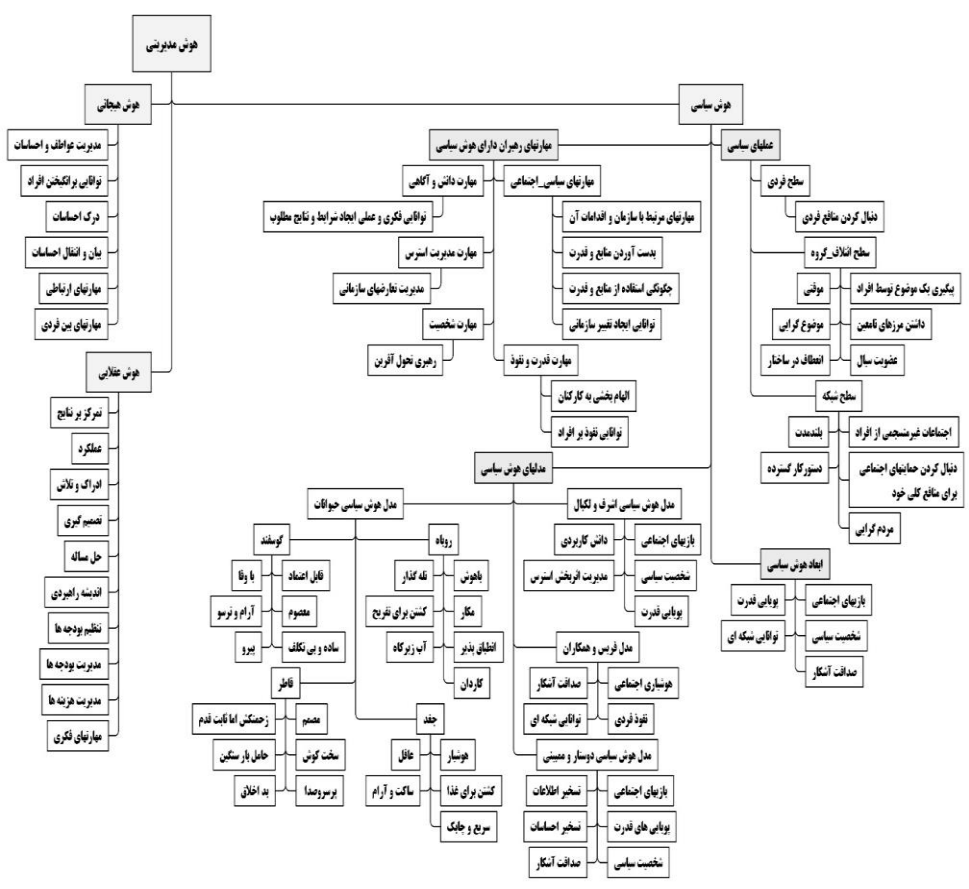 هوش مدیریتی
هوش سیاسی
هوش هیجانی
عملهای سیاسی
مهارتهای رهبران دارای هوش سیاسی
سطح فردی
دنبال کردن منافع فردی
سطح ائتلاف_گروه
پیگیری یک موضوع توسط افراد
موقتی
داشتن مرزهای نامعین
موضوع گرایی
عضویت سیال
انعطاف در ساختار
سطح شبکه
اجتماعات غیرمنسجمی از افراد
بلندمدت
دنبال کردن حمایتهای اجتماعی
برای منافع کلی خود
دستور کار گسترده
مردم گرایی
مهارتهای سیاسی_اجتماعی
مهارتهای مرتبط با سازمان و اقدامات آن
بدست آوردن منابع و قدرت
چگونگی استفاده از منابع و قدرت
توانایی ایجاد تغییر سازمانی
مهارت دانش و آگاهی
توانایی فکری و عملی ایجاد شرایط و نتایج مطلوب
مهارت مدیریت استرس
مدیریت تعارضهای سازمانی
مهارت شخصیت
رهبری تحول آفرین
مهارت قدرت و نفوذ
الهام بخشی به کارکنان
توانایی نفوذ بر افراد
مدلهای هوش سیاسی
مدل هوش سیاسی اشرف و اکبال
بازیهای اجتماعی
دانش کاربردی
شخصیت سیاسی
مدیریت اثربخش استرس
پویایی قدرت
مدل هوش سیاسی حیوانات
روباه
باهوش
تله گذار
مکار
کشتن برای تفریح
انطباق پذیر
آب زیرکاه
کاردان
گوسفند
قابل اعتماد
با وفا
معصوم
آرام و ترسو
ساده و بی تکلف
پیرو
جغد
هوشیار
عاقل
کشتن برای غذا
ساکت و آرام
سریع و چابک
قاطر
مصمم
زحمتکش اما ثابت قدم
سخت کوش
حامل بار سنگین
پرسروصدا
بد اخلاق
مدل فریس و همکاران
هوشیاری اجتماعی
صداقت آشکار
نفوذ فردی
توانایی شبکه ای
مدل هوش سیاسی دوستار و ممبینی
بازیهای اجتماعی
تسخیر اطلاعات
پویایی های قدرت
تسخیر احساسات
شخصیت سیاسی
صداقت آشکار
ابعاد هوش سیاسی
بازیهای اجتماعی
پویایی قدرت
شخصیت سیاسی
توانایی شبکه ای
صداقت آشکار
مدیریت عواطف و احساسات
توانایی برانگیختن افراد
درک احساسات
بیان و انتقال احساسات
مهارتهای ارتباطی
مهارتهای بین فردی
هوش عقلایی
تمرکز بر نتایج
عملکرد
ادراک و تلاش
تصمیم گیری
حل مساله
اندیشه راهبردی
تنظیم بودجه ها
مدیریت بودجه ها
مدیریت هزینه ها
مهارتهای فکری